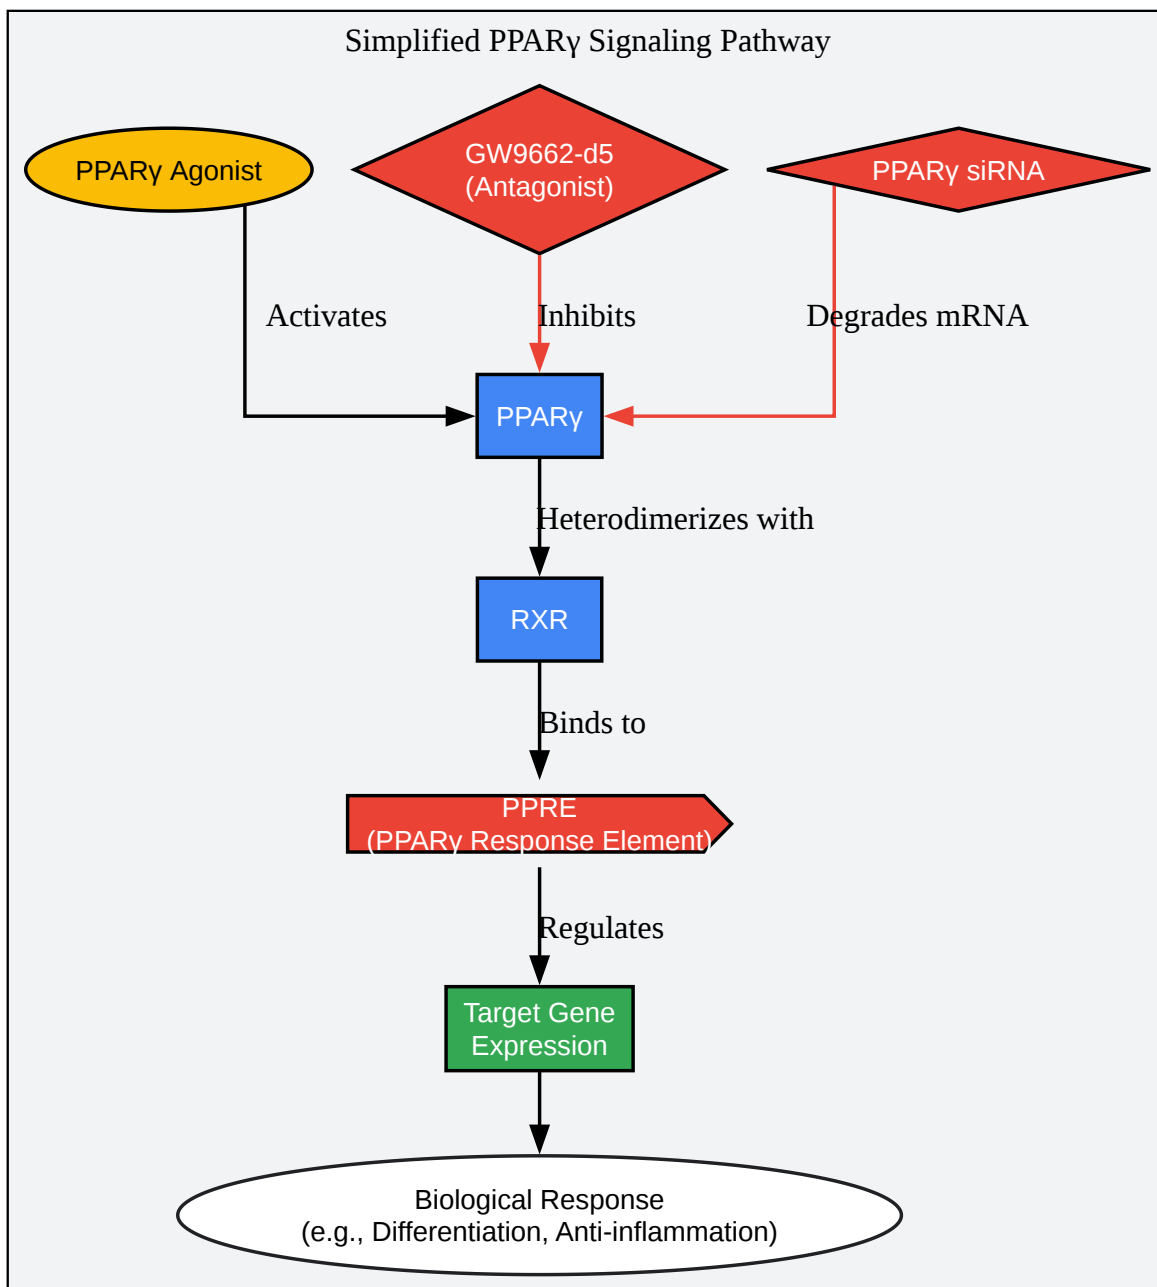 Simplified PPARγ Signaling Pathway
PPARγ Agonist
GW9662-d5
(Antagonist)
PPARγ siRNA
Activates
Inhibits
Degrades mRNA
PPARγ
Heterodimerizes with
RXR
Binds to
PPRE
(PPARγ Response Element)
Regulates
Target Gene
Expression
Biological Response
(e.g., Differentiation, Anti-inflammation)